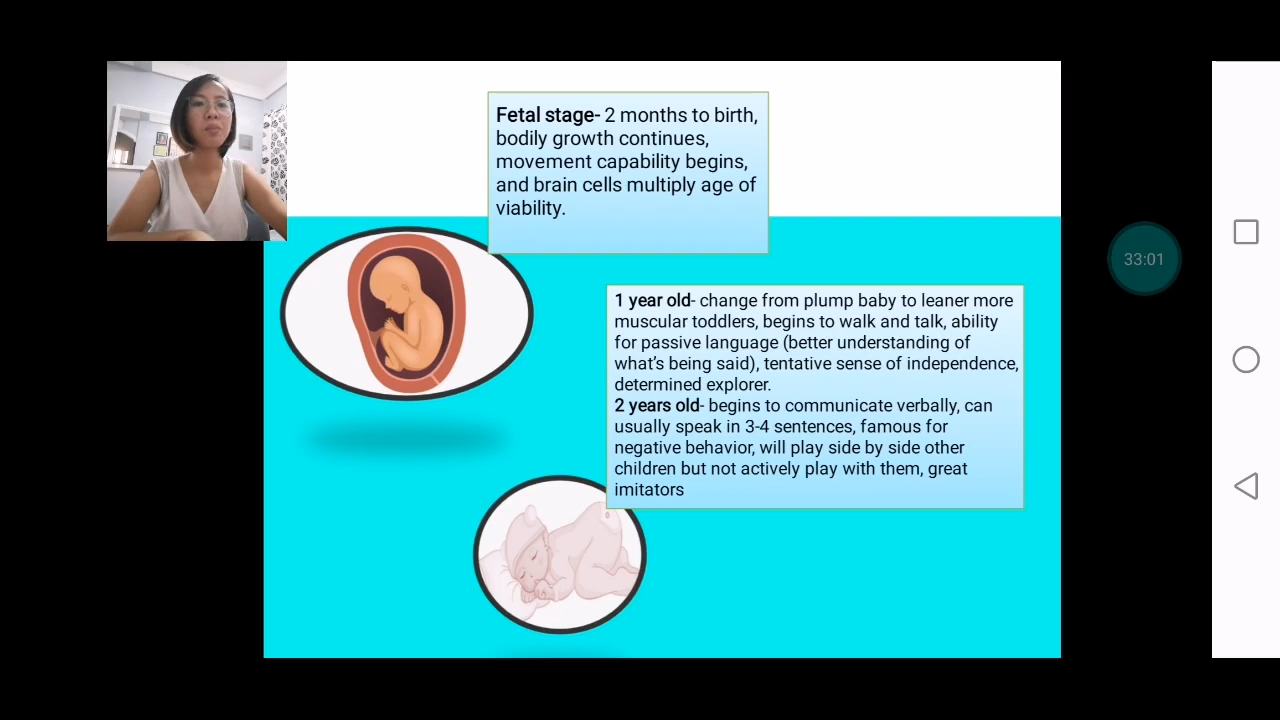 Fetal stage- 2 months to birth,
bodily growth continues,
movement capability begins,
and brain cells multiply age of
viability.
33:01
1 year old- change from plump baby to leaner more
muscular toddlers, begins to walk and talk, ability
for passive language (better understanding of
what's being said), tentative sense of independence,
determined explorer.
2 years old- begins to communicate verbally, can
usually speak in 3-4 sentences, famous for
negative behavior, will play side by side other
children but not actively play with them, great
imitators